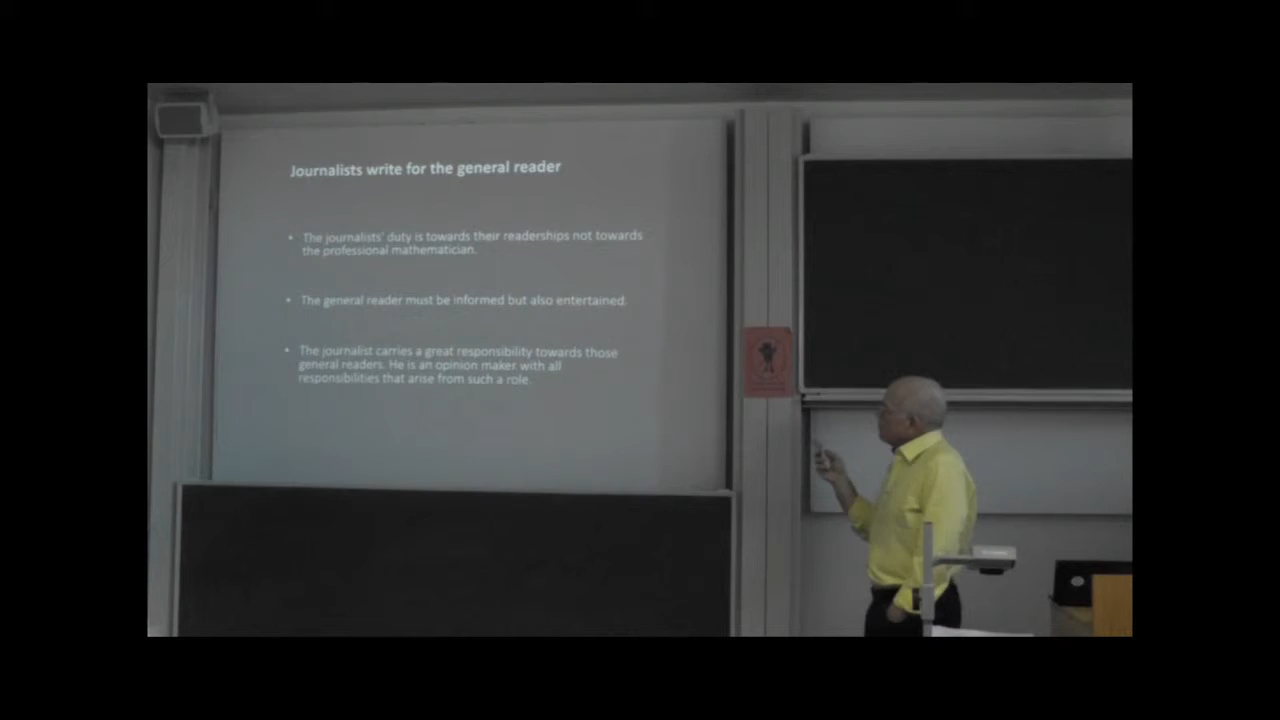 Journalists write for the general reader
• The journalists' duty is towards their readerships not towards
the professional mathematician.
• The general reader must be informed but also entertained.
• The journalist carries a great responsibility towards those
general readers. He is an opinion maker with all
responsibilities that arise from such a role.